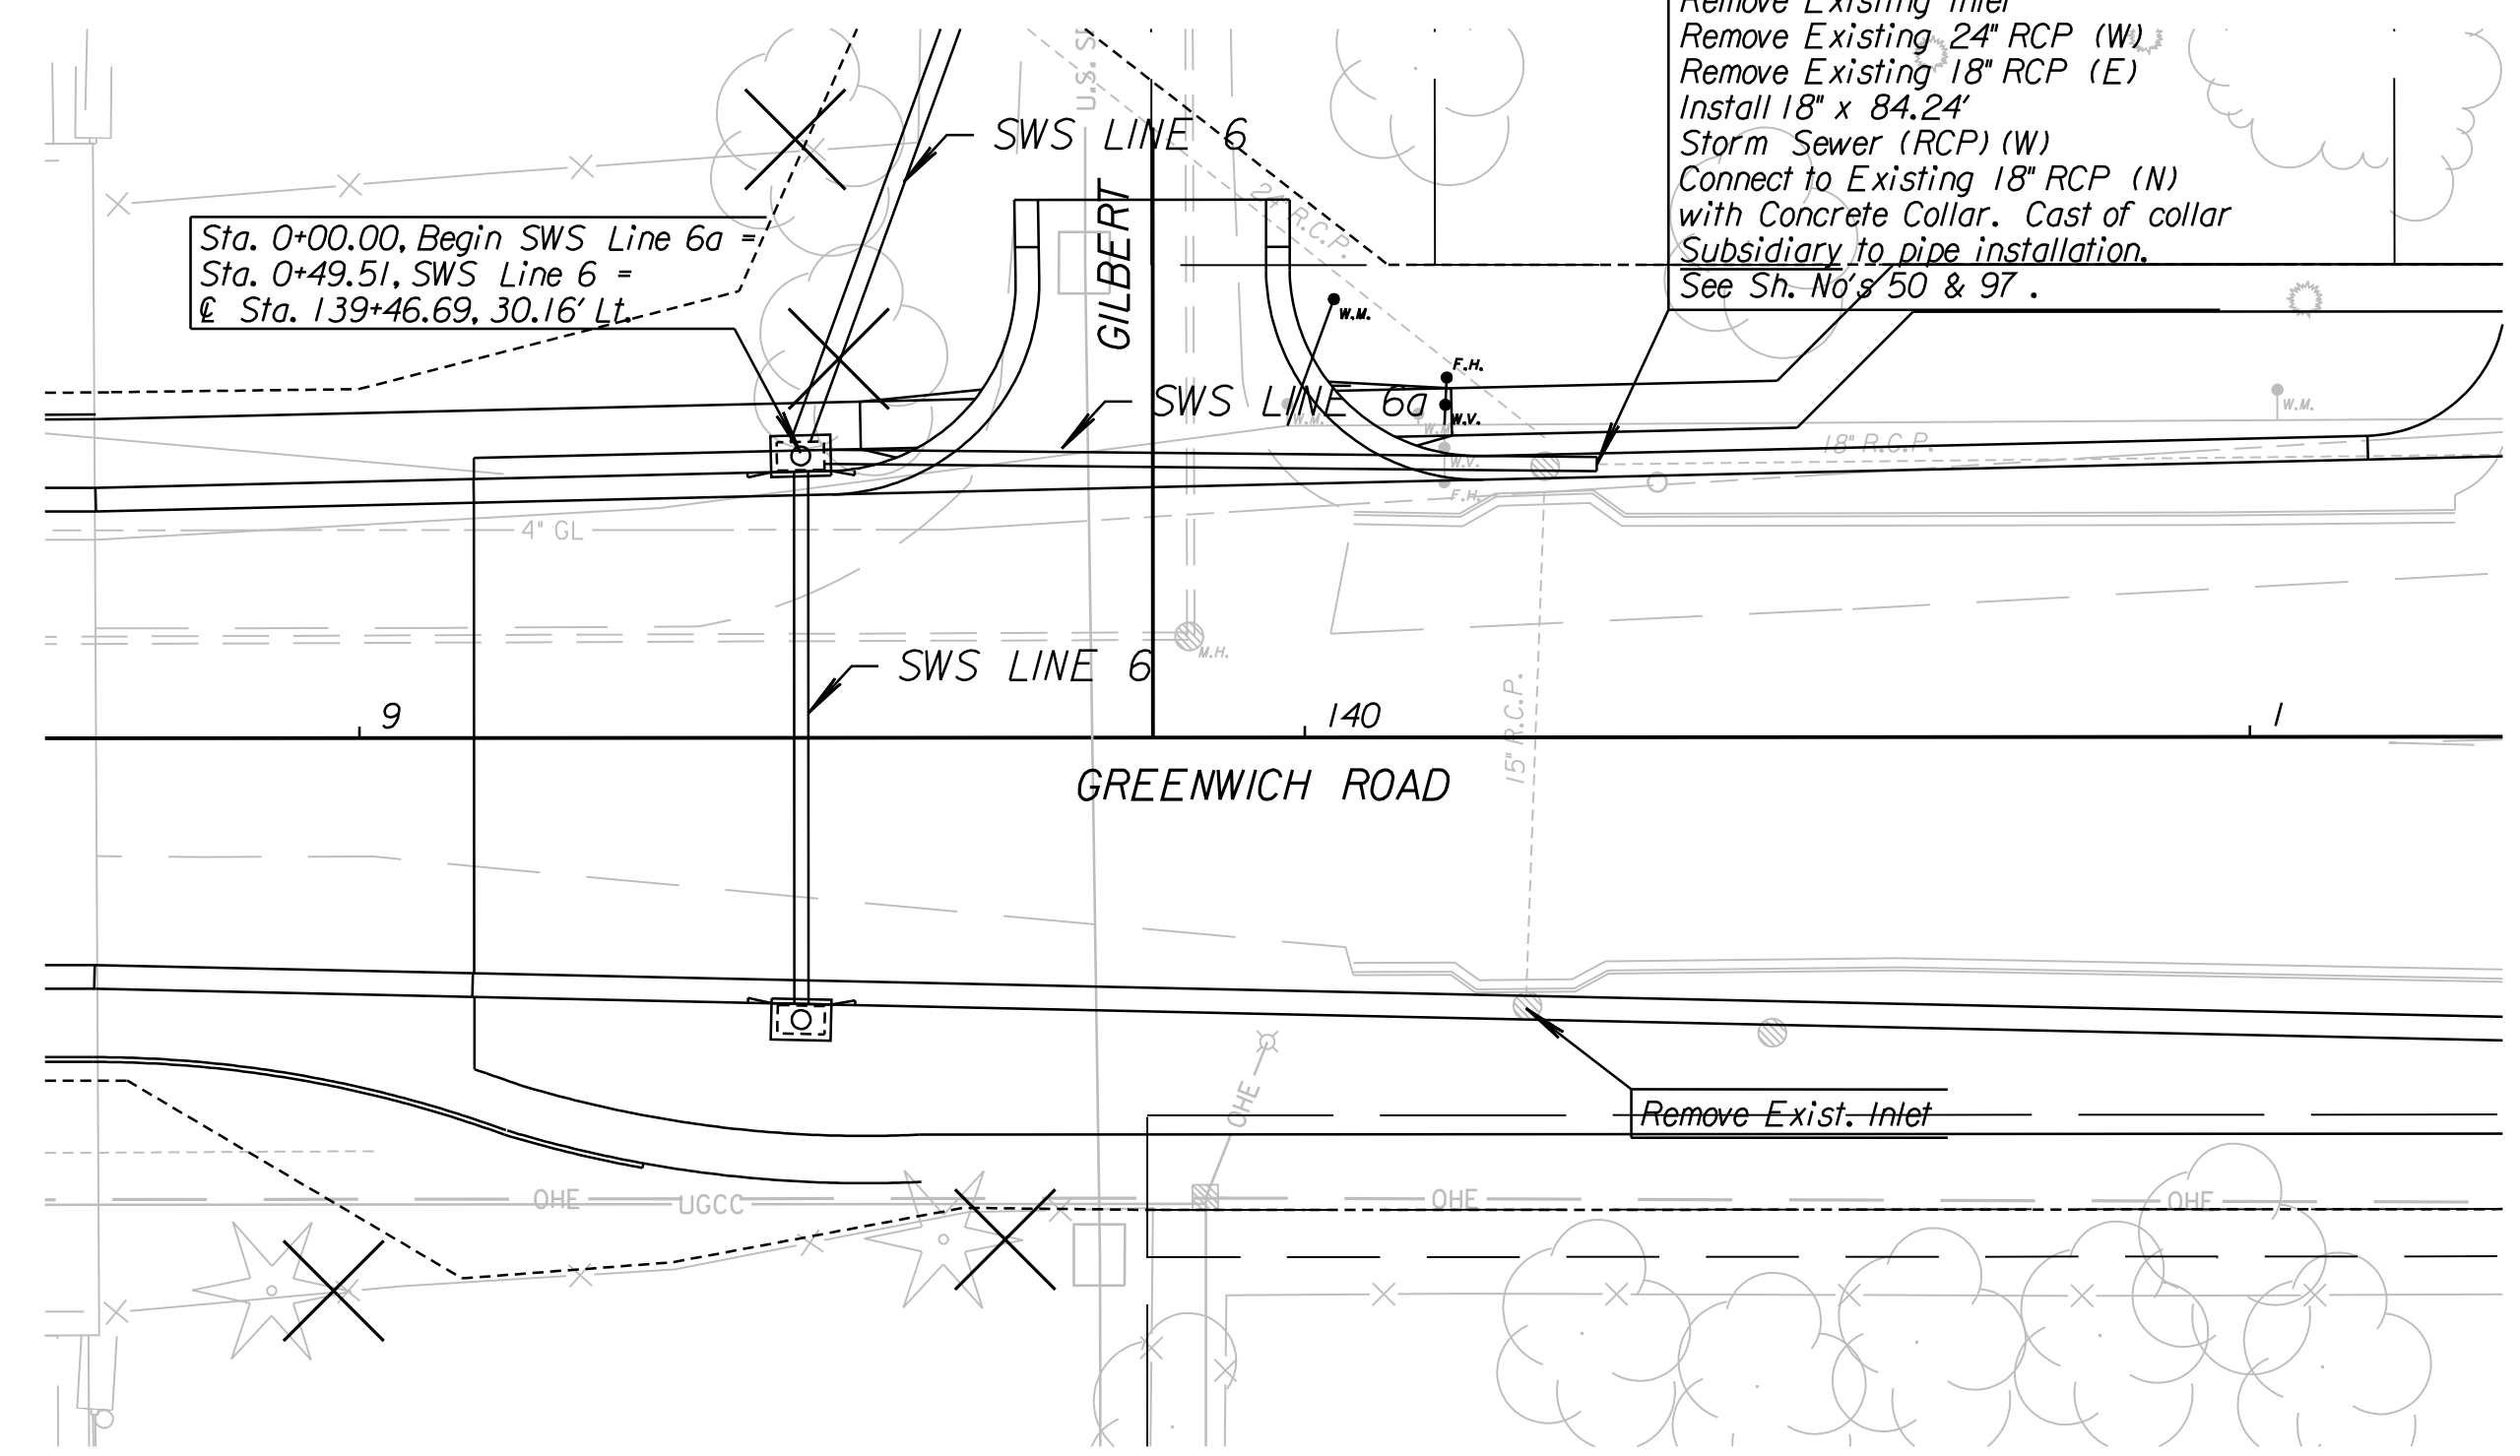 Remove Existing Inlet
Remove Existing 24" RCP (W)
Remove Existing 18" RCP (E)
Install 18" x 84.24'
Storm Sewer (RCP) (W)
Connect to Existing 18" RCP (N)
with Concrete Collar. Cast of collar
Subsidiary to pipe installation.
See Sh. No's 50 & 97 .
U.S.
SWS LINE 6
24" R.C.P.
GILBERT
Sta. 0+00.00, Begin SWS Line 6a =
Sta. 0+49.51, SWS Line 6 =
℄ Sta. 139+46.69, 30.16' Lt.
W.M.
F.H.
SWS LINE 6a
W.V.
W.M.
W.M.
W.M.
18" R.C.P.
W.V.
F.H.
4" GL
M.H.
SWS LINE 6
15" R.C.P.
9
140
1
GREENWICH ROAD
OHE
Remove Exist. Inlet
OHE
UGCC
OHE
OHE